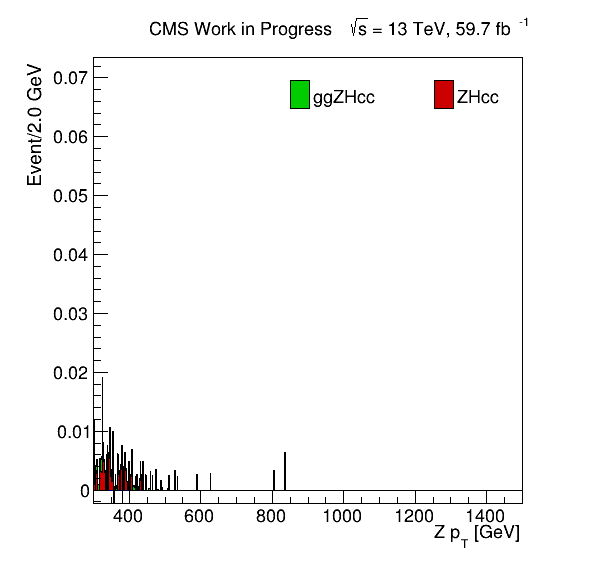 CMS Work in Progress √s = 13 TeV, 59.7 fb⁻¹
Event/2.0 GeV
0.07
0.06
0.05
0.04
0.03
0.02
0.01
0
ggZHcc ZHcc
400 600 800 1000 1200 1400
Z p_T [GeV]